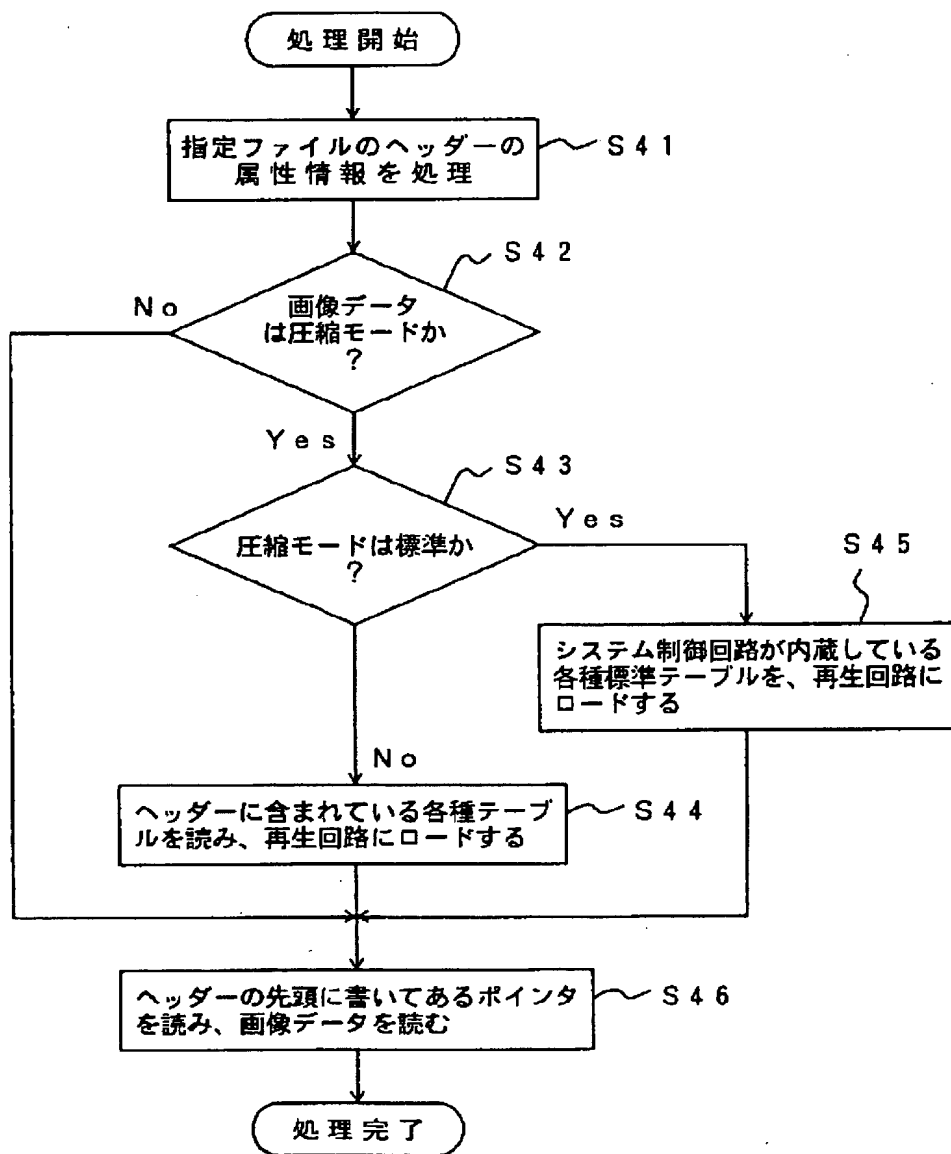 処理開始
指定ファイルのヘッダーの
属性情報を処理
S41
S42
画像データ
は圧縮モードか
?
No
Yes
S43
圧縮モードは標準か
?
Yes
S45
システム制御回路が内蔵している
各種標準テーブルを、再生回路に
ロードする
No
ヘッダーに含まれている各種テーブ
ルを読み、再生回路にロードする
S44
ヘッダーの先頭に書いてあるポインタ
を読み、画像データを読む
S46
処理完了